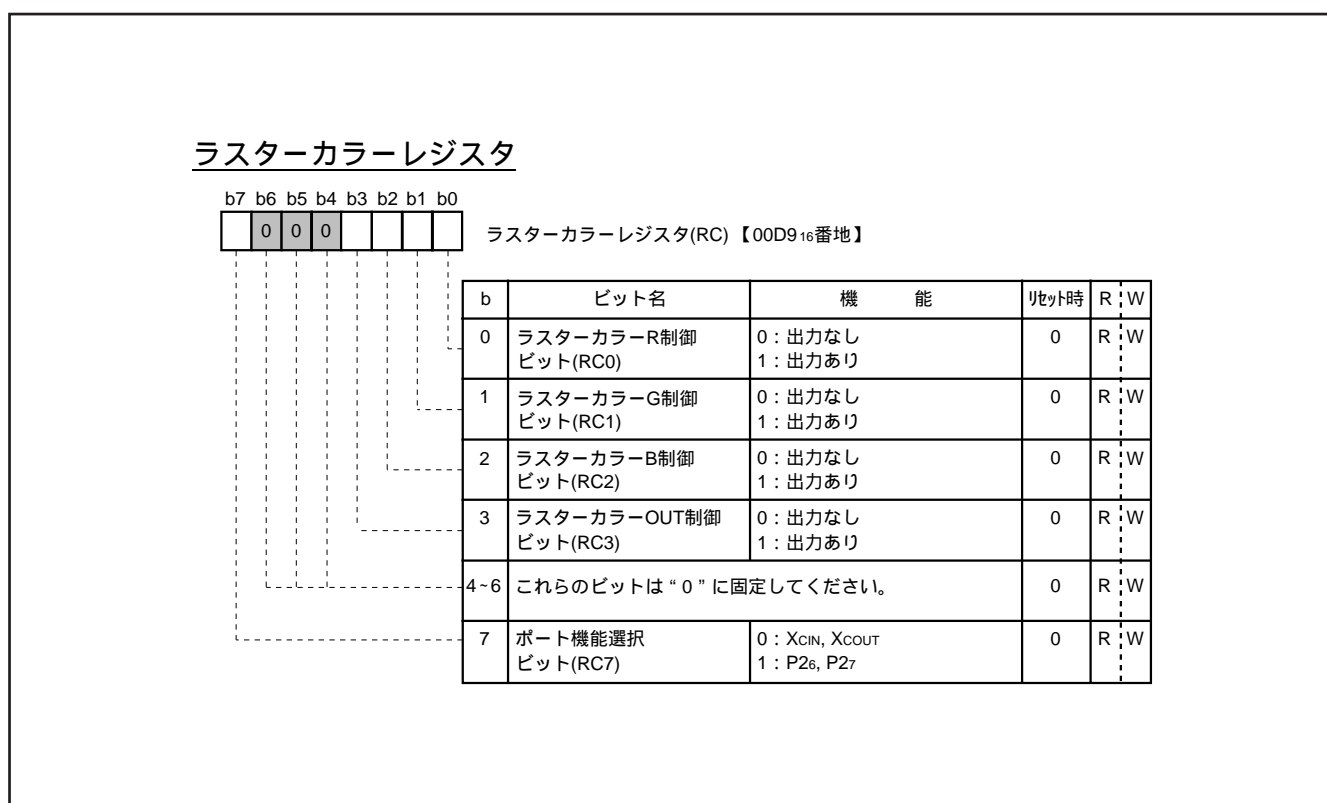 ラスターカラーレジスタ
b7 b6 b5 b4 b3 b2 b1 b0
0 0 0
ラスターカラーレジスタ(RC)【00D916番地】
b ビット名 機 能 リセット時 R W
0 ラスターカラーR制御 0：出力なし 0 R W
ビット(RC0) 1：出力あり
1 ラスターカラーG制御 0：出力なし 0 R W
ビット(RC1) 1：出力あり
2 ラスターカラーB制御 0：出力なし 0 R W
ビット(RC2) 1：出力あり
3 ラスターカラーOUT制御 0：出力なし 0 R W
ビット(RC3) 1：出力あり
4~6 これらのビットは“0”に固定してください。 0 R W
7 ポート機能選択 0：XCIN, XCOUT 0 R W
ビット(RC7) 1：P26, P27